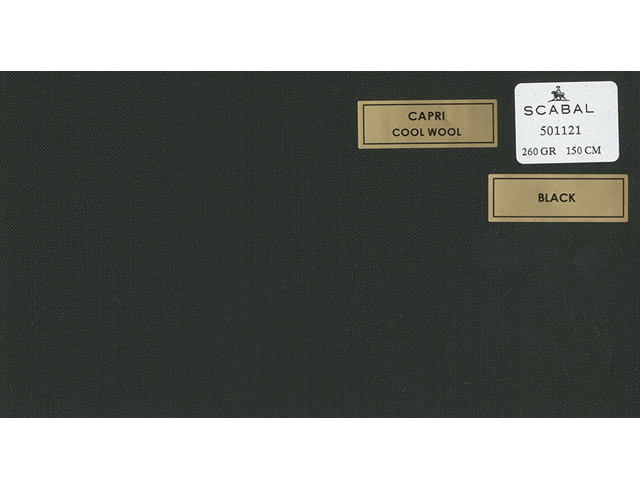 CAPRI
COOL WOOL
SCABAL
501121
260 GR 150 CM
BLACK